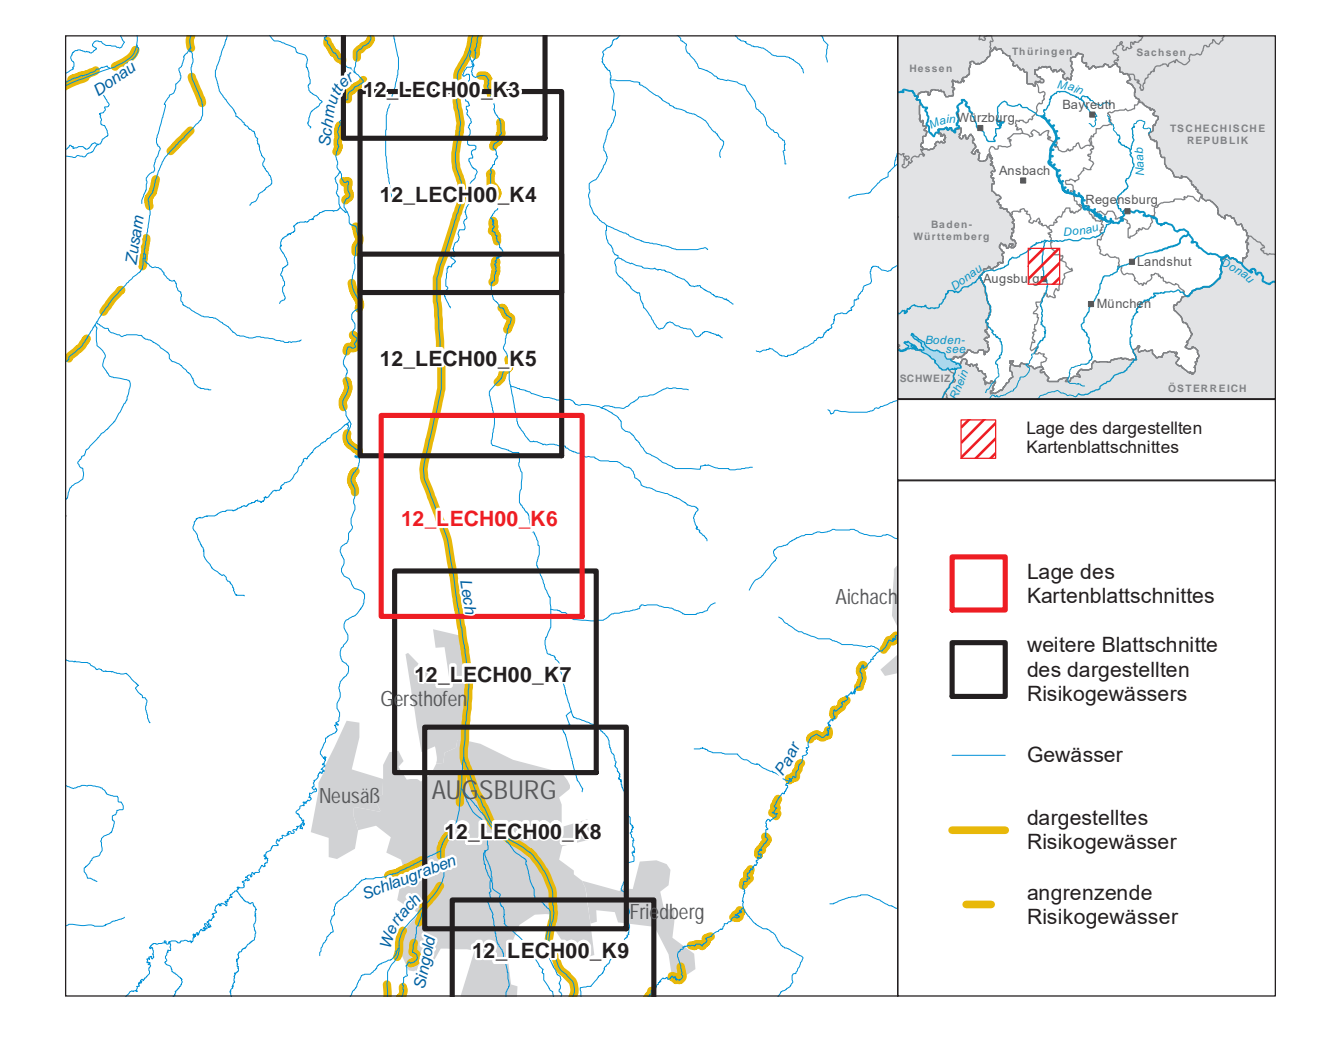 Donau
Schmutter
12_LECH00_K3
Zusam
12_LECH00_K4
12_LECH00_K5
12_LECH00_K6
Lech
Aichach
12_LECH00_K7
Gersthofen
Paar
Neusäß
AUGSBURG
12_LECH00_K8
Schlaugraben
Wertach
Singold
Friedberg
12_LECH00_K9
Thüringen
Sachsen
Hessen
Main
Bayreuth
Main
Würzburg
TSCHECHISCHE
REPUBLIK
Naab
Ansbach
Regensburg
Baden-
Württemberg
Donau
Landshut
Donau
Donau
Augsburg
München
Boden-
see
SCHWEIZ
Rhein
ÖSTERREICH
Lage des dargestellten
Kartenblattschnittes
Lage des
Kartenblattschnittes
weitere Blattschnitte
des dargestellten
Risikogewässers
Gewässer
dargestelltes
Risikogewässer
angrenzende
Risikogewässer